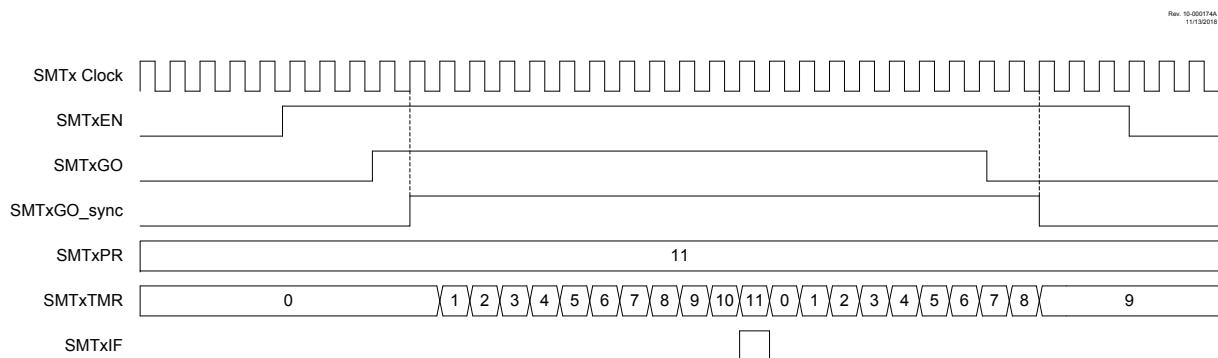 Rev. 10-000174A
11/13/2018
SMTx Clock
SMTxEN
SMTxGO
SMTxGO_sync
SMTxPR
11
SMTxTMR
0 1 2 3 4 5 6 7 8 9 10 11 0 1 2 3 4 5 6 7 8 9
SMTxIF